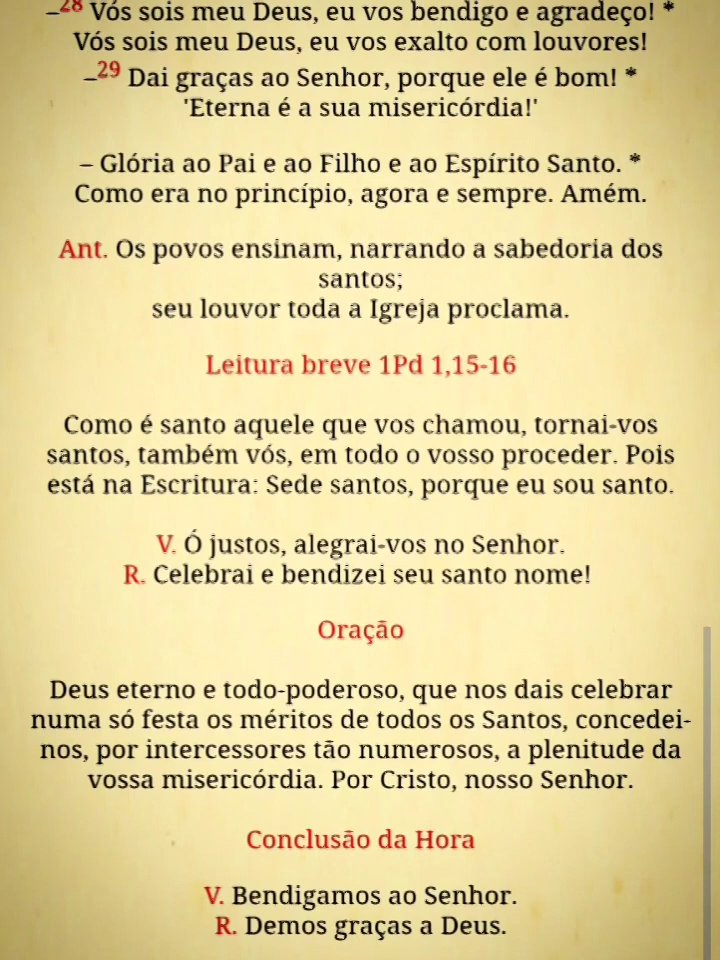 –28 Vós sois meu Deus, eu vos bendigo e agradeço! *
Vós sois meu Deus, eu vos exalto com louvores!
–29 Dai graças ao Senhor, porque ele é bom! *
'Eterna é a sua misericórdia!'
– Glória ao Pai e ao Filho e ao Espírito Santo. *
Como era no princípio, agora e sempre. Amém.
Ant. Os povos ensinam, narrando a sabedoria dos
santos;
seu louvor toda a Igreja proclama.
Leitura breve 1Pd 1,15-16
Como é santo aquele que vos chamou, tornai-vos
santos, também vós, em todo o vosso proceder. Pois
está na Escritura: Sede santos, porque eu sou santo.
V. Ó justos, alegrai-vos no Senhor.
R. Celebrai e bendizei seu santo nome!
Oração
Deus eterno e todo-poderoso, que nos dais celebrar
numa só festa os méritos de todos os Santos, concedei-
nos, por intercessores tão numerosos, a plenitude da
vossa misericórdia. Por Cristo, nosso Senhor.
Conclusão da Hora
V. Bendigamos ao Senhor.
R. Demos graças a Deus.